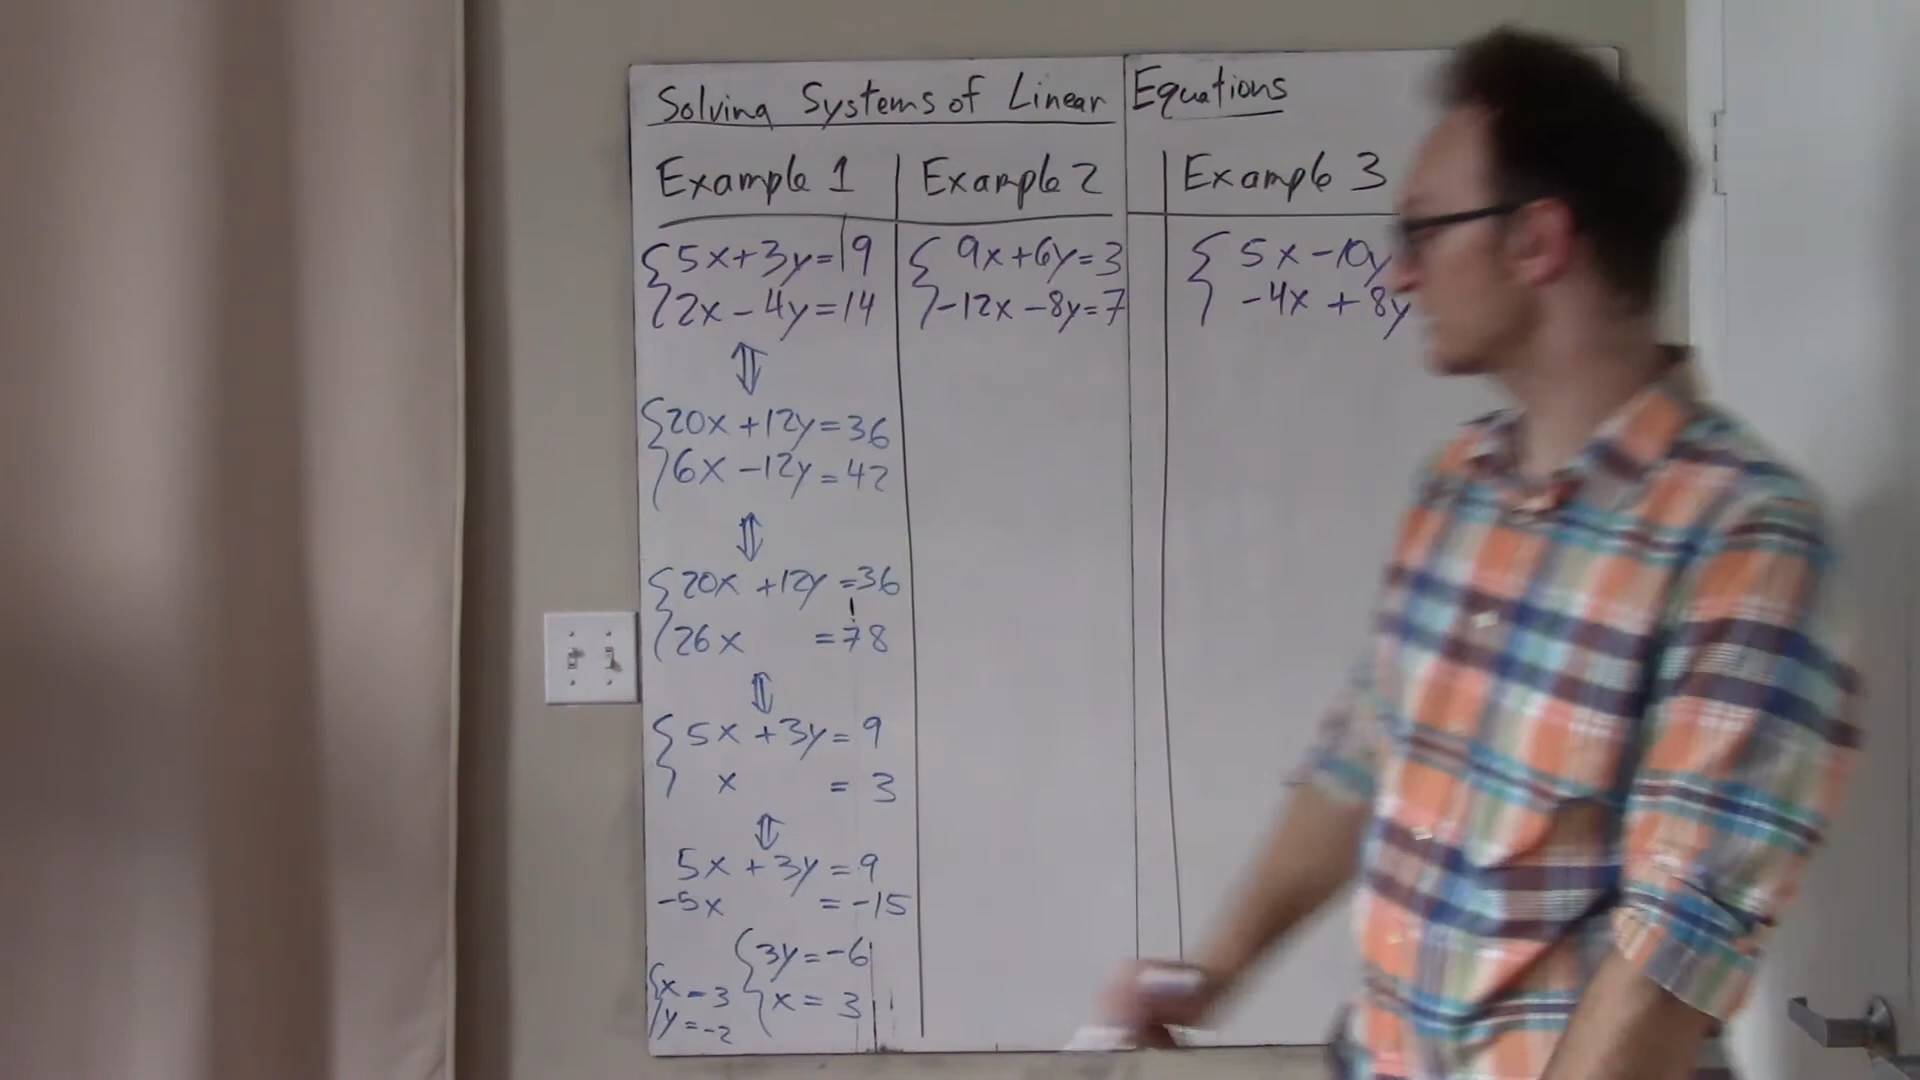 Solving Systems of Linear Equations
Example 1
5x+3y=9
2x-4y=14
⇕
20x+12y=36
6x-12y=42
⇕
20x+12y=36
26x=78
⇕
5x+3y=9
x=3
⇕
5x+3y=9
-5x=-15
3y=-6
x=3
x=3
y=-2
Example 2
9x+6y=3
-12x-8y=7
Example 3
5x-10y
-4x+8y